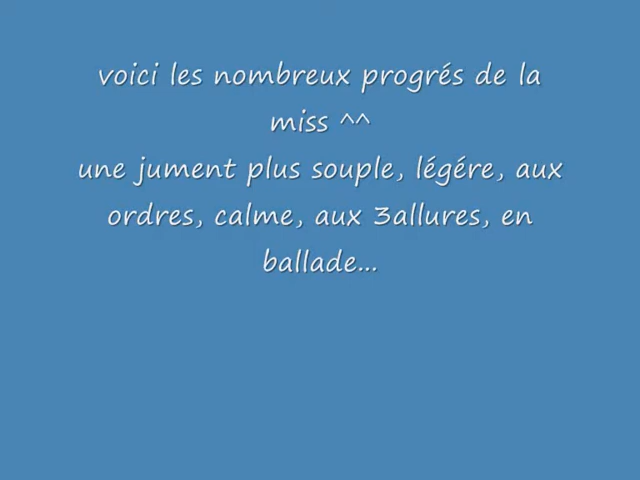 voici les nombreux progrés de la
miss ^^
une jument plus souple, légére, aux
ordres, calme, aux 3allures, en
ballade...